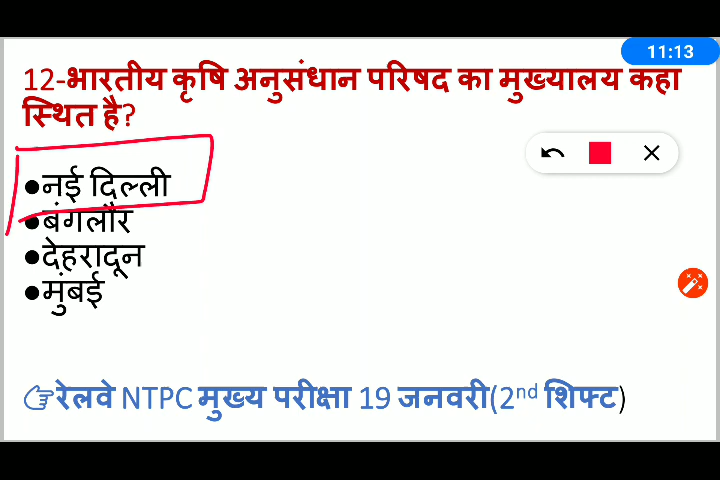 11:13
12-भारतीय कृषि अनुसंधान परिषद का मुख्यालय कहा
स्थित है?
●नई दिल्ली
●बंगलौर
●देहरादून
●मुंबई
👉रेलवे NTPC मुख्य परीक्षा 19 जनवरी(2nd शिफ्ट)